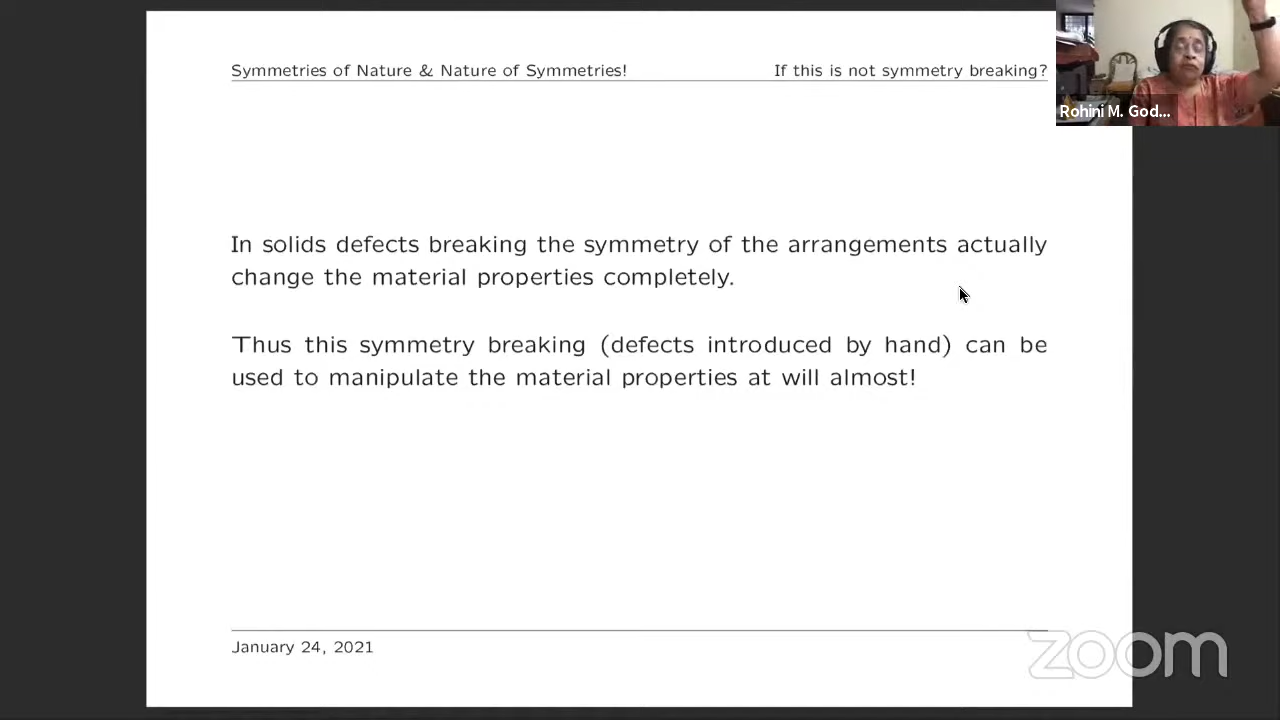 Symmetries of Nature & Nature of Symmetries!
If this is not symmetry breaking?
Rohini M. God...
In solids defects breaking the symmetry of the arrangements actually
change the material properties completely.
Thus this symmetry breaking (defects introduced by hand) can be
used to manipulate the material properties at will almost!
January 24, 2021
zoom